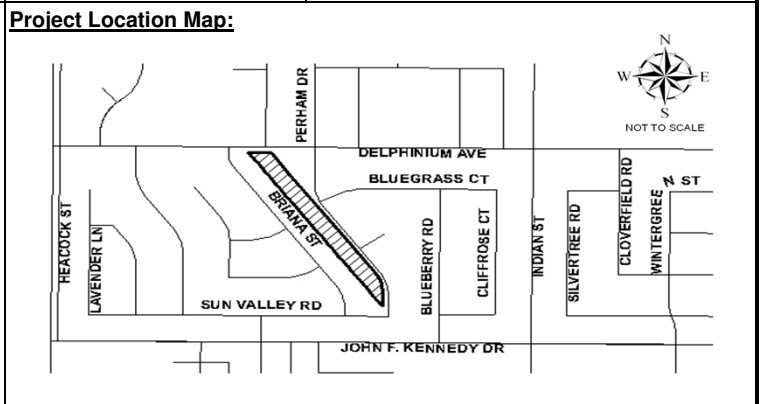 Project Location Map:
N
W
E
S
NOT TO SCALE
PERHAM DR
DELPHINIUM AVE
BLUEGRASS CT
BRIANA ST
HEACOCK ST
LAVENDER LN
SUN VALLEY RD
BLUEBERRY RD
CLIFFROSE CT
INDIAN ST
SILVERTREE RD
CLOVERFIELD RD
WINTERGREE
N ST
JOHN F. KENNEDY DR